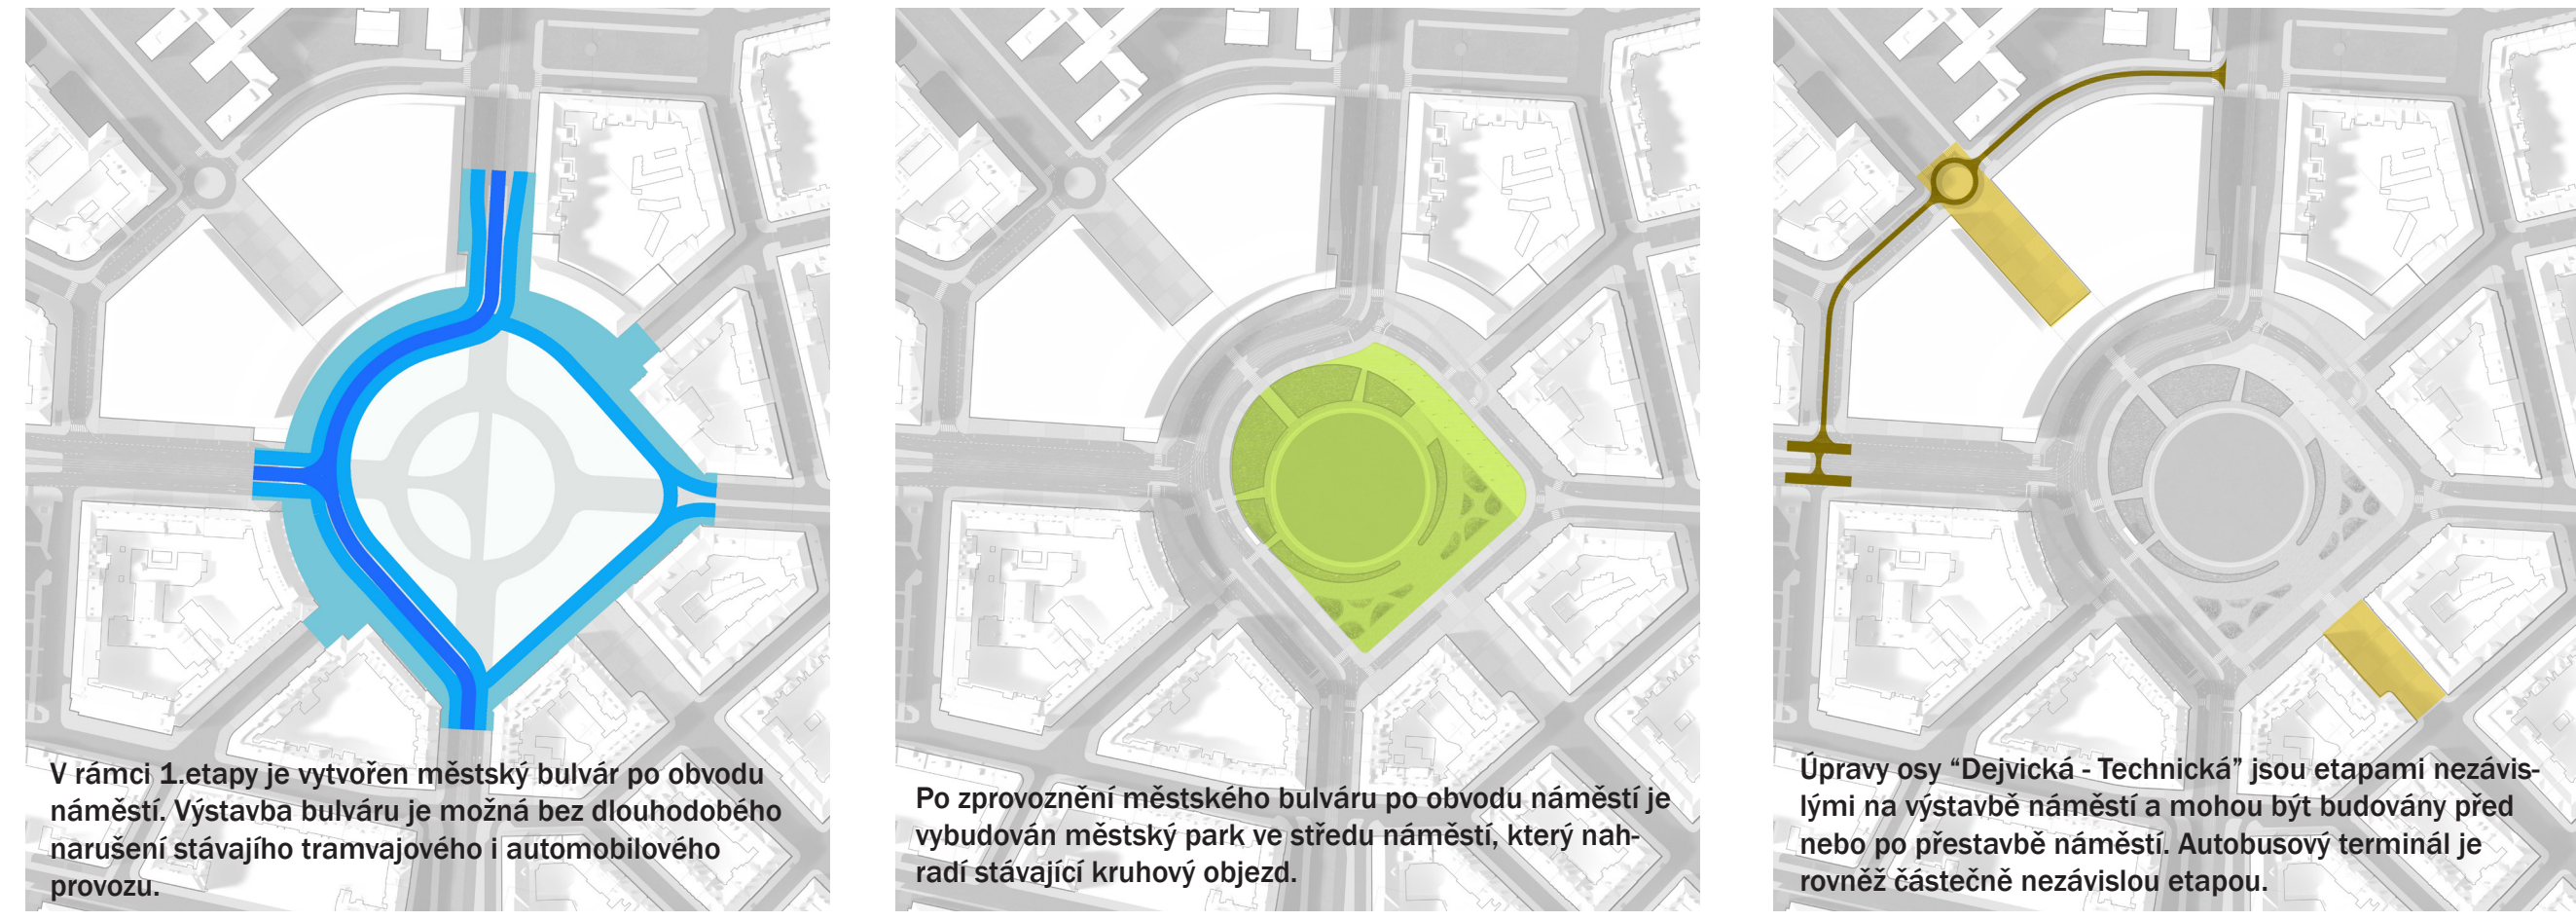 V rámci 1.etapy je vytvořen městský bulvár po obvodu
náměstí. Výstavba bulváru je možná bez dlouhodobého
narušení stávajího tramvajového i automobilového
provozu.
Po zprovoznění městského bulváru po obvodu náměstí je
vybudován městský park ve středu náměstí, který nah-
radí stávající kruhový objezd.
Úpravy osy “Dejvická - Technická” jsou etapami nezávis-
lými na výstavbě náměstí a mohou být budovány před
nebo po přestavbě náměstí. Autobusový terminál je
rovněž částečně nezávislou etapou.